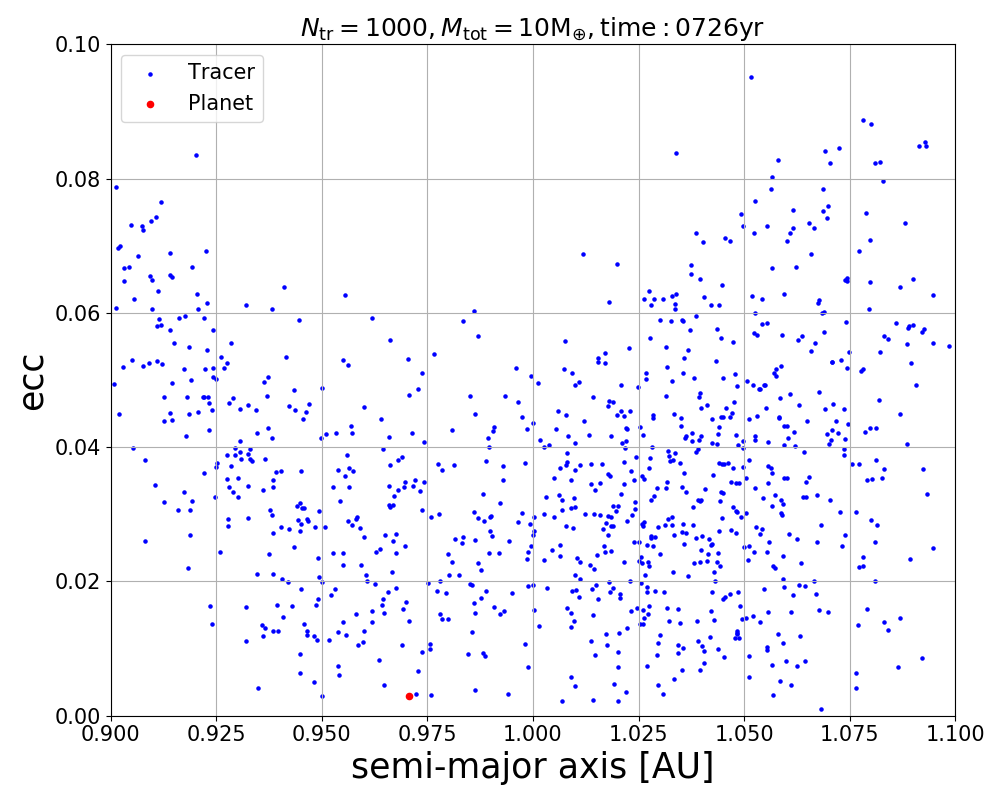 N_tr = 1000, M_tot = 10M_⊕, time : 0726yr
Tracer
Planet
0.10
0.08
0.06
0.04
0.02
0.00
ecc
0.900 0.925 0.950 0.975 1.000 1.025 1.050 1.075 1.100
semi-major axis [AU]